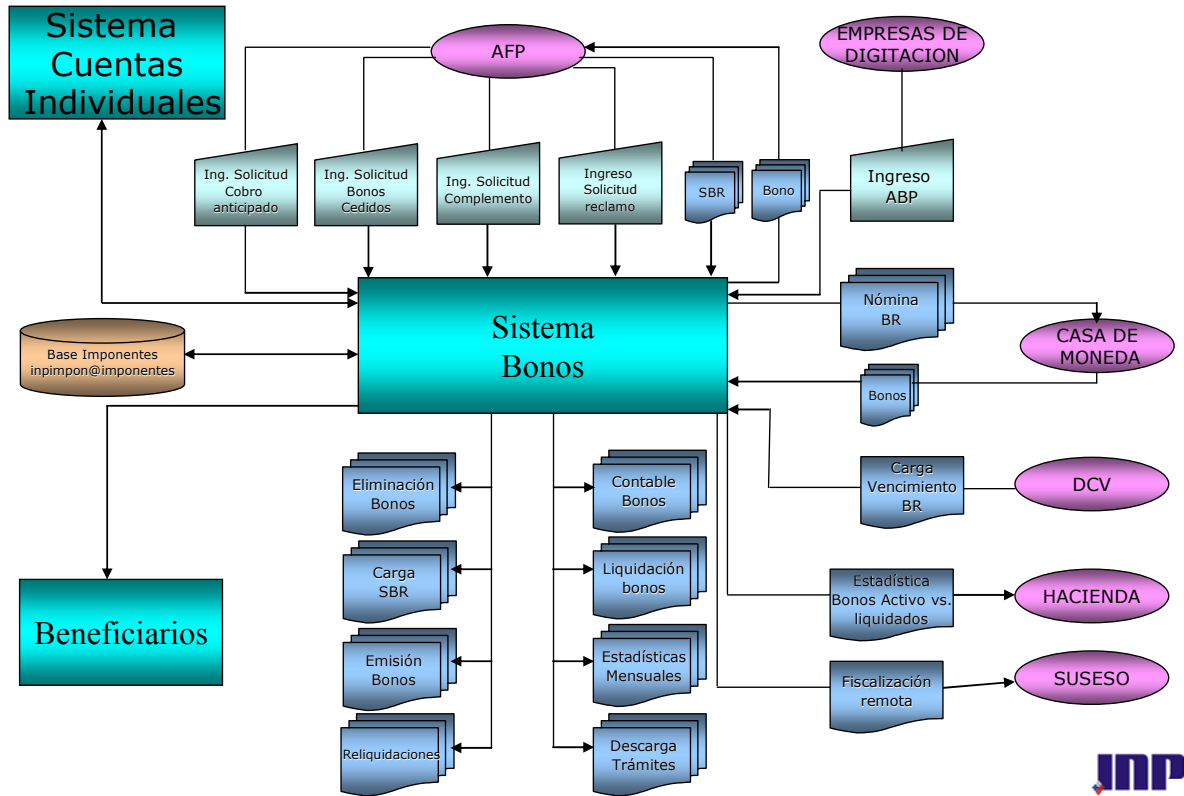 Sistema
Cuentas
Individuales
AFP
EMPRESAS DE
DIGITACION
Ing. Solicitud
Cobro
anticipado
Ing. Solicitud
Bonos
Cedidos
Ing. Solicitud
Complemento
Ingreso
Solicitud
reclamo
SBR
Bono
Ingreso
ABP
Sistema
Bonos
Nómina
BR
CASA DE
MONEDA
Base Imponentes
inpimpon@imponentes
Bonos
Eliminación
Bonos
Contable
Bonos
Carga
Vencimiento
BR
DCV
Carga
SBR
Liquidación
bonos
Estadística
Bonos Activo vs.
liquidados
HACIENDA
Beneficiarios
Emisión
Bonos
Estadísticas
Mensuales
Fiscalización
remota
SUSESO
Reliquidaciones
Descarga
Trámites
INP